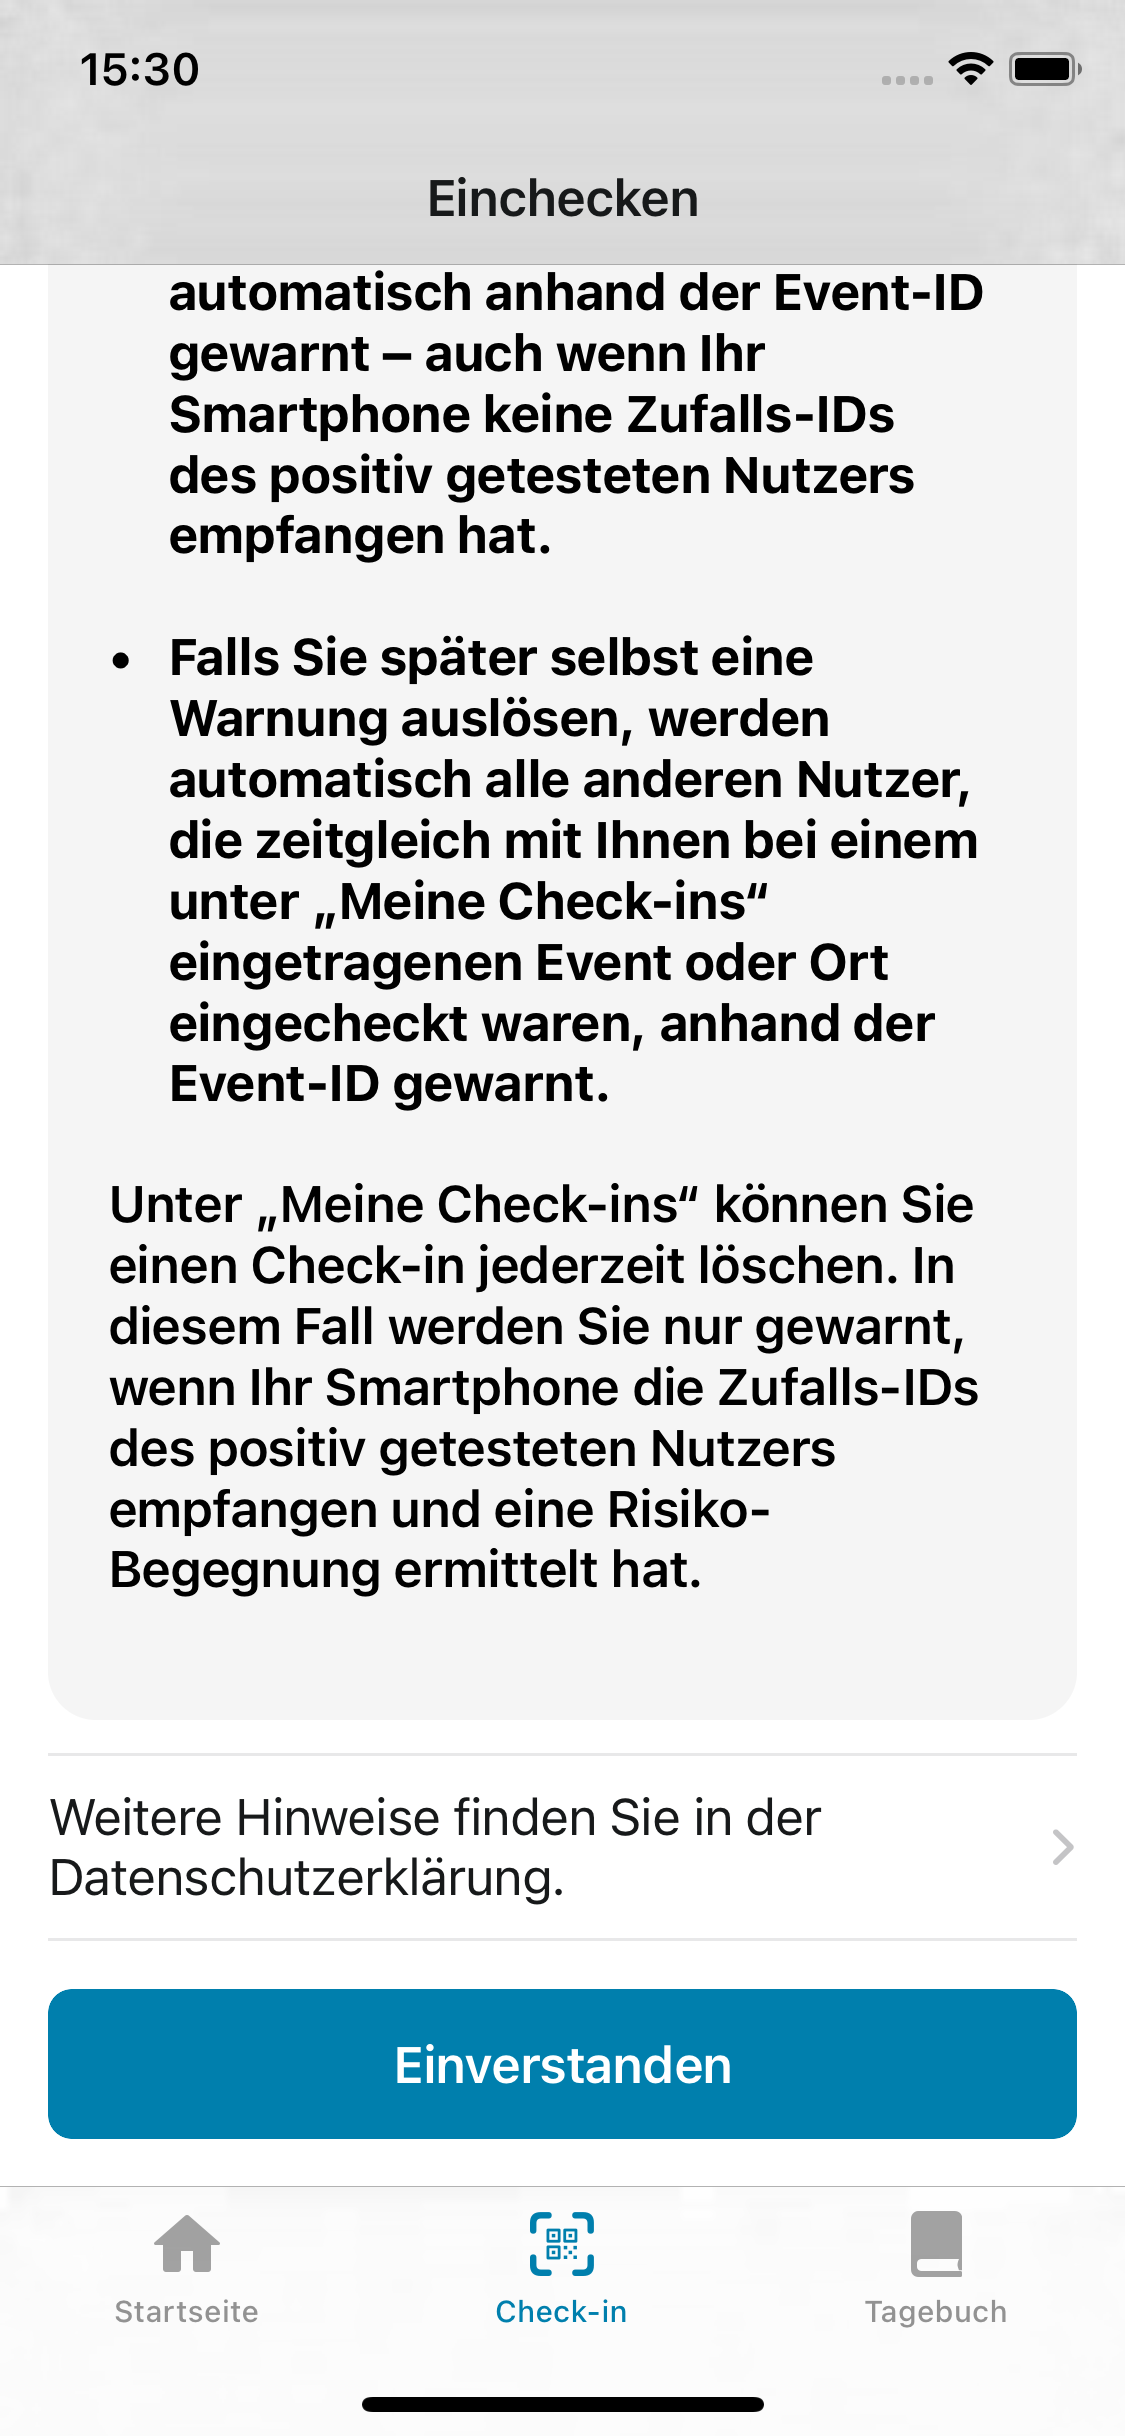 15:30
Einchecken
automatisch anhand der Event-ID
gewarnt – auch wenn Ihr
Smartphone keine Zufalls-IDs
des positiv getesteten Nutzers
empfangen hat.
• Falls Sie später selbst eine
Warnung auslösen, werden
automatisch alle anderen Nutzer,
die zeitgleich mit Ihnen bei einem
unter „Meine Check-ins“
eingetragenen Event oder Ort
eingecheckt waren, anhand der
Event-ID gewarnt.
Unter „Meine Check-ins“ können Sie
einen Check-in jederzeit löschen. In
diesem Fall werden Sie nur gewarnt,
wenn Ihr Smartphone die Zufalls-IDs
des positiv getesteten Nutzers
empfangen und eine Risiko-
Begegnung ermittelt hat.
Weitere Hinweise finden Sie in der
Datenschutzerklärung.
Einverstanden
Startseite
Check-in
Tagebuch